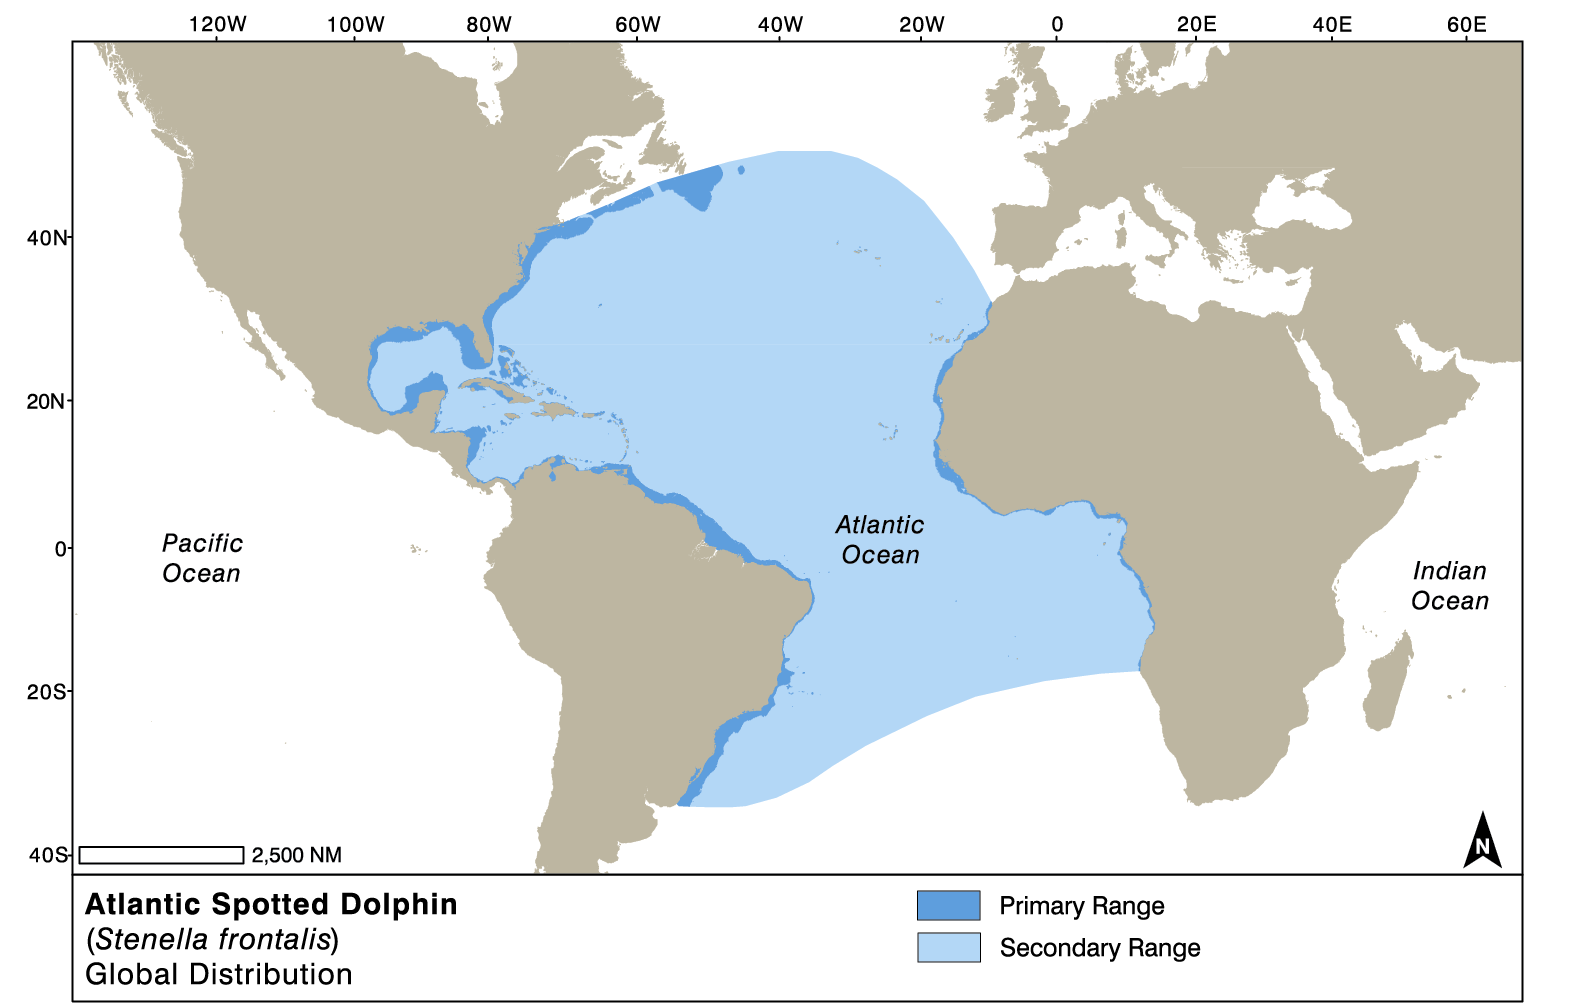 120W 100W 80W 60W 40W 20W 0 20E 40E 60E
40N
20N
0
20S
40S
Pacific
Ocean
Atlantic
Ocean
Indian
Ocean
2,500 NM
N
Atlantic Spotted Dolphin
(Stenella frontalis)
Global Distribution
Primary Range
Secondary Range